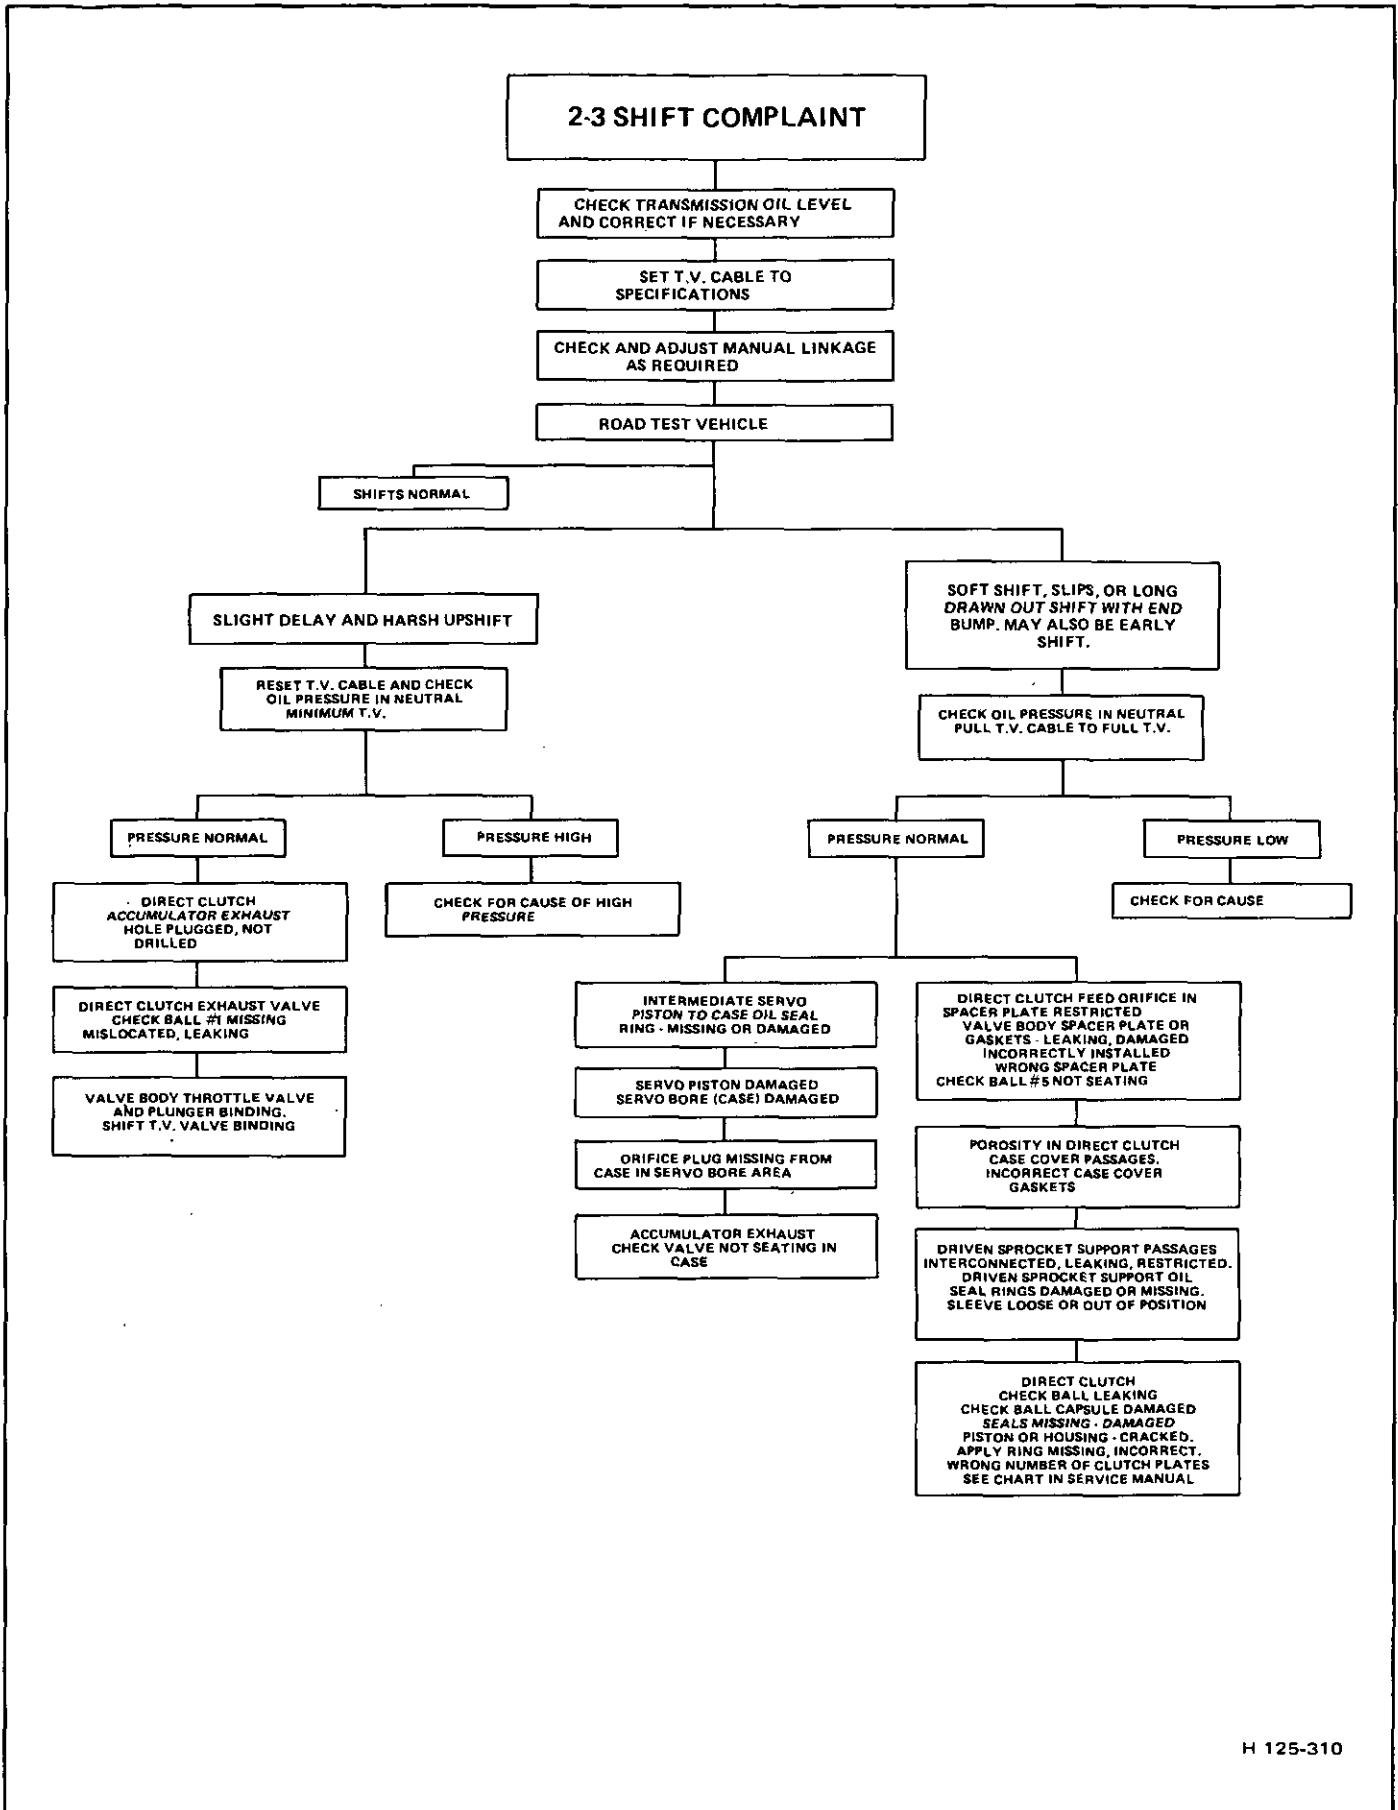 2-3 SHIFT COMPLAINT
CHECK TRANSMISSION OIL LEVEL
AND CORRECT IF NECESSARY
SET T.V. CABLE TO
SPECIFICATIONS
CHECK AND ADJUST MANUAL LINKAGE
AS REQUIRED
ROAD TEST VEHICLE
SHIFTS NORMAL
SLIGHT DELAY AND HARSH UPSHIFT
RESET T.V. CABLE AND CHECK
OIL PRESSURE IN NEUTRAL
MINIMUM T.V.
PRESSURE NORMAL
DIRECT CLUTCH
ACCUMULATOR EXHAUST
HOLE PLUGGED, NOT
DRILLED
DIRECT CLUTCH EXHAUST VALVE
CHECK BALL #1 MISSING
MISLOCATED, LEAKING
VALVE BODY THROTTLE VALVE
AND PLUNGER BINDING.
SHIFT T.V. VALVE BINDING
PRESSURE HIGH
CHECK FOR CAUSE OF HIGH
PRESSURE
SOFT SHIFT, SLIPS, OR LONG
DRAWN OUT SHIFT WITH END
BUMP. MAY ALSO BE EARLY
SHIFT.
CHECK OIL PRESSURE IN NEUTRAL
PULL T.V. CABLE TO FULL T.V.
PRESSURE NORMAL
INTERMEDIATE SERVO
PISTON TO CASE OIL SEAL
RING - MISSING OR DAMAGED
SERVO PISTON DAMAGED
SERVO BORE (CASE) DAMAGED
ORIFICE PLUG MISSING FROM
CASE IN SERVO BORE AREA
ACCUMULATOR EXHAUST
CHECK VALVE NOT SEATING IN
CASE
DIRECT CLUTCH FEED ORIFICE IN
SPACER PLATE RESTRICTED
VALVE BODY SPACER PLATE OR
GASKETS - LEAKING, DAMAGED
INCORRECTLY INSTALLED
WRONG SPACER PLATE
CHECK BALL #5 NOT SEATING
POROSITY IN DIRECT CLUTCH
CASE COVER PASSAGES.
INCORRECT CASE COVER
GASKETS
DRIVEN SPROCKET SUPPORT PASSAGES
INTERCONNECTED, LEAKING, RESTRICTED.
DRIVEN SPROCKET SUPPORT OIL
SEAL RINGS DAMAGED OR MISSING.
SLEEVE LOOSE OR OUT OF POSITION
DIRECT CLUTCH
CHECK BALL LEAKING
CHECK BALL CAPSULE DAMAGED
SEALS MISSING - DAMAGED
PISTON OR HOUSING - CRACKED.
APPLY RING MISSING, INCORRECT.
WRONG NUMBER OF CLUTCH PLATES
SEE CHART IN SERVICE MANUAL
PRESSURE LOW
CHECK FOR CAUSE
H 125-310